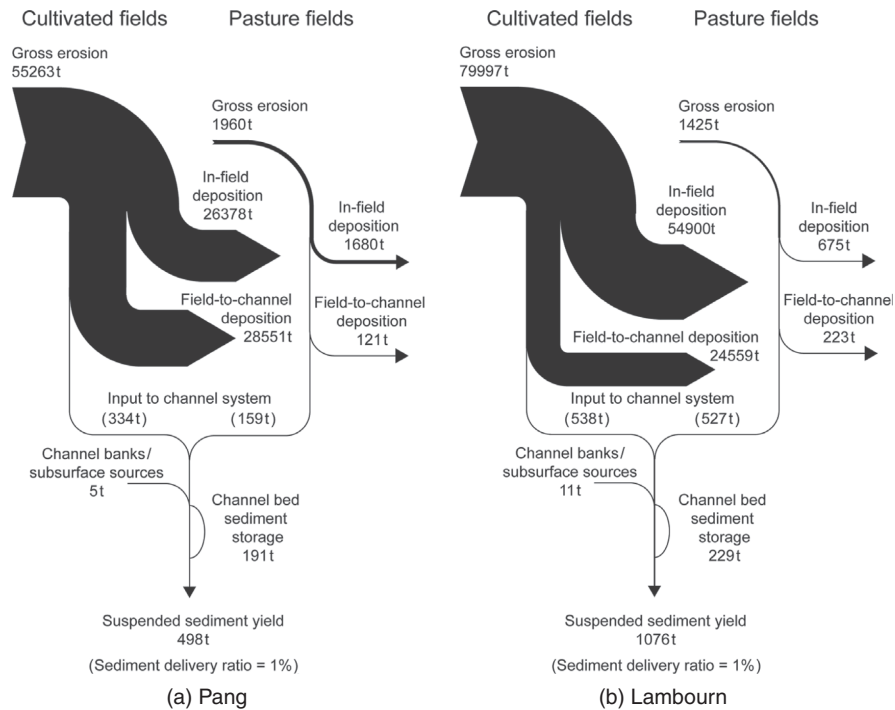 Cultivated fields
Pasture fields
Gross erosion
55263t
Gross erosion
1960t
In-field
deposition
26378t
In-field
deposition
1680t
Field-to-channel
deposition
28551t
Field-to-channel
deposition
121t
Input to channel system
(334t)
(159t)
Channel banks/
subsurface sources
5t
Channel bed
sediment
storage
191t
Suspended sediment yield
498t
(Sediment delivery ratio = 1%)
(a) Pang
Cultivated fields
Pasture fields
Gross erosion
79997t
Gross erosion
1425t
In-field
deposition
54900t
In-field
deposition
675t
Field-to-channel deposition
24559t
Field-to-channel
deposition
223t
Input to channel system
(538t)
(527t)
Channel banks/
subsurface sources
11t
Channel bed
sediment
storage
229t
Suspended sediment yield
1076t
(Sediment delivery ratio = 1%)
(b) Lambourn